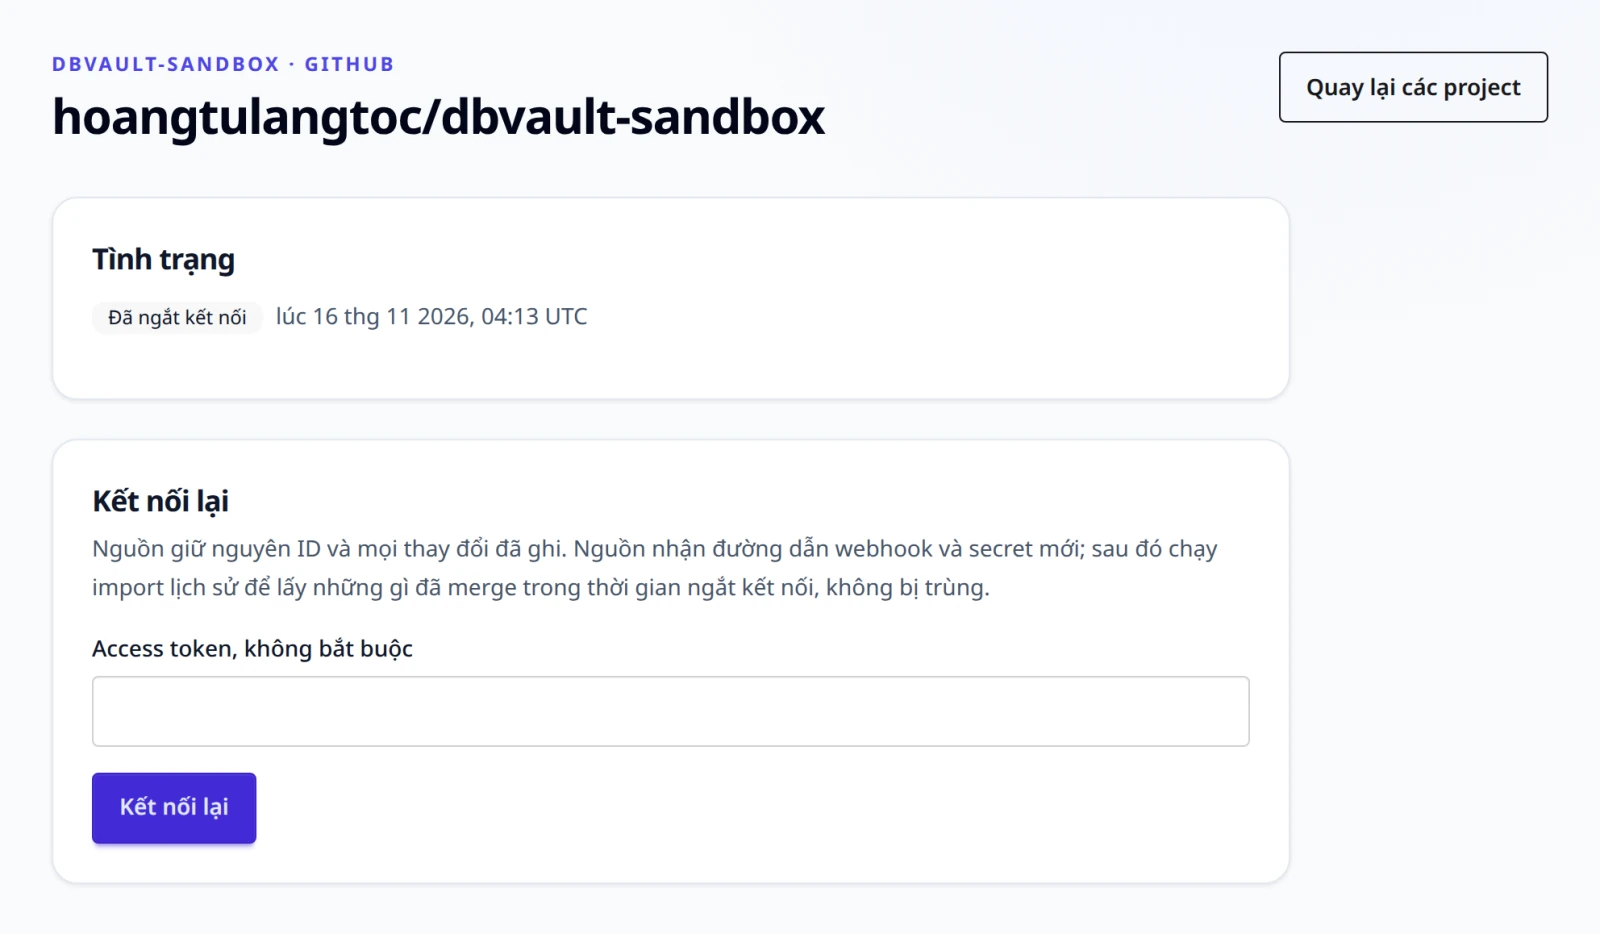 DBVAULT-SANDBOX · GITHUB
hoangtulangtoc/dbvault-sandbox
Quay lại các project
Tình trạng
Đã ngắt kết nối lúc 16 thg 11 2026, 04:13 UTC
Kết nối lại
Nguồn giữ nguyên ID và mọi thay đổi đã ghi. Nguồn nhận đường dẫn webhook và secret mới; sau đó chạy
import lịch sử để lấy những gì đã merge trong thời gian ngắt kết nối, không bị trùng.
Access token, không bắt buộc
Kết nối lại